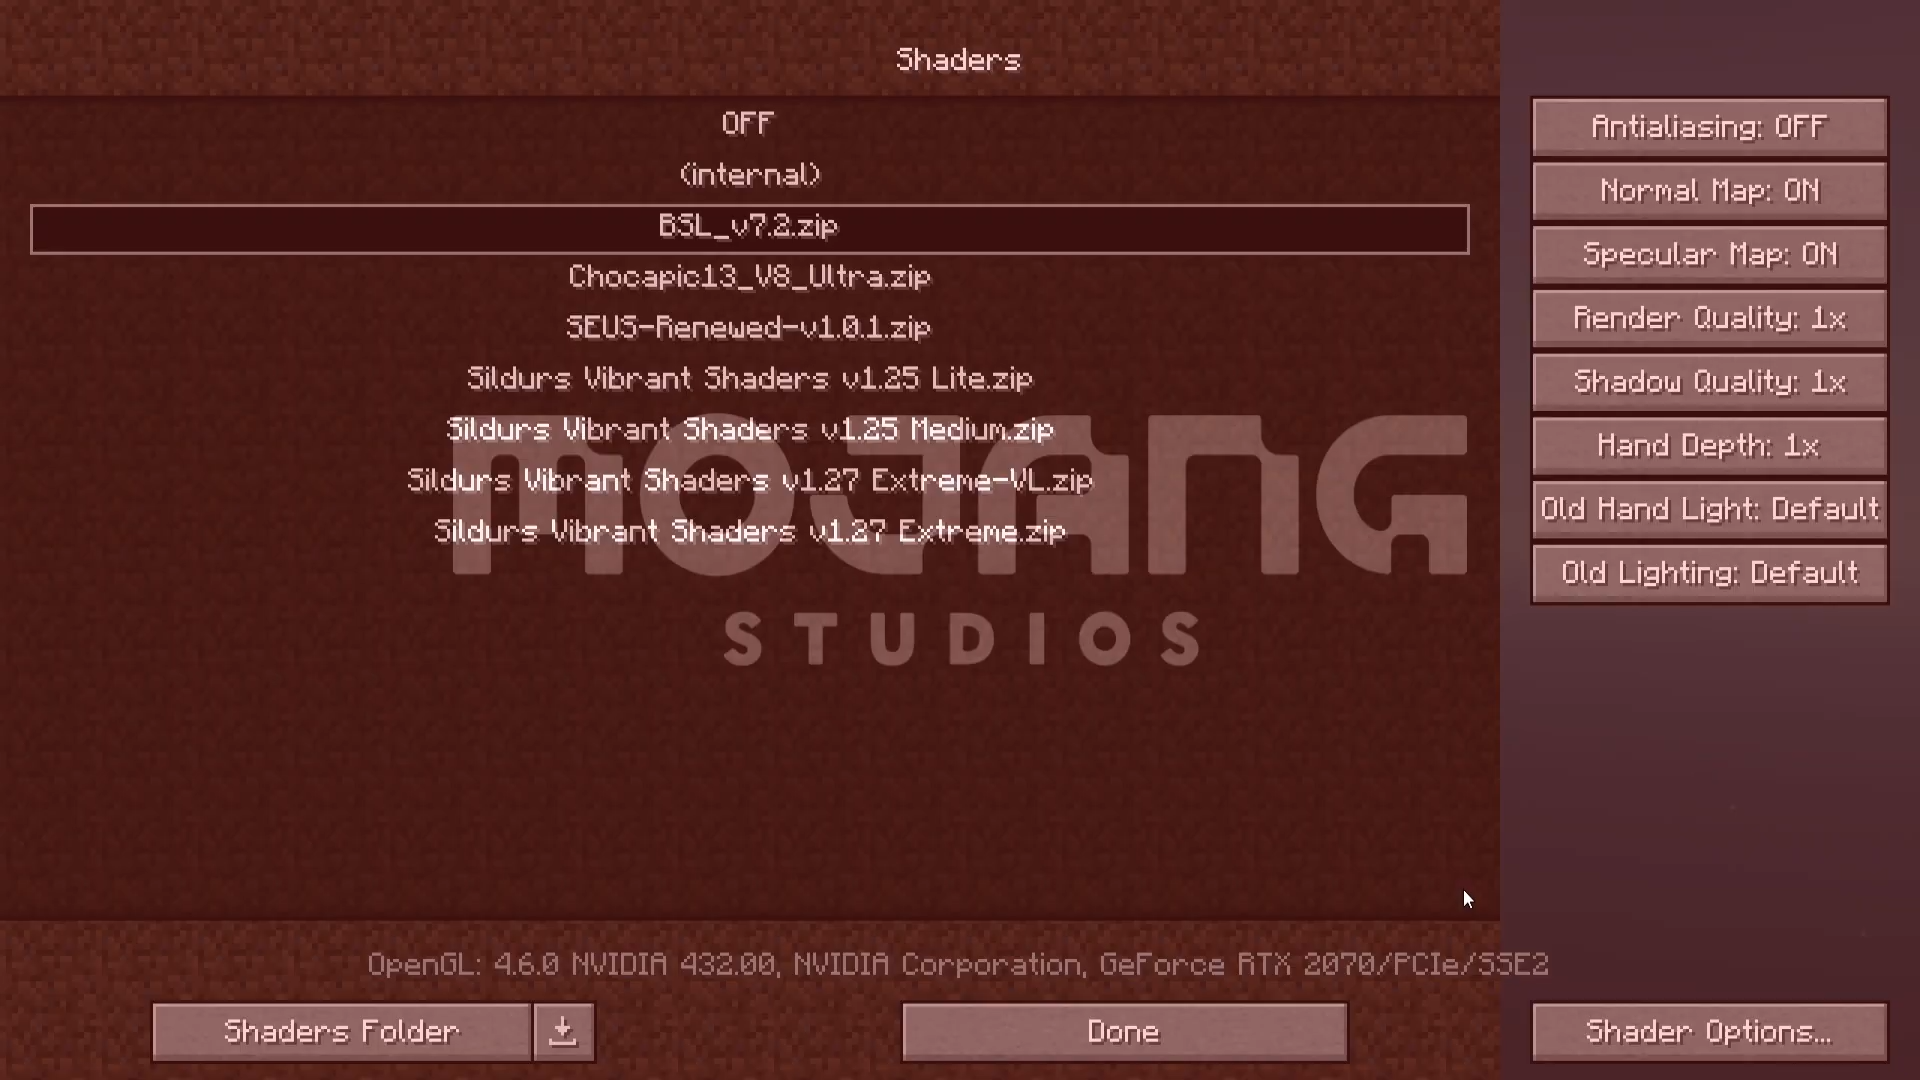 Shaders
OFF
(internal)
BSL_v7.2.zip
Chocapic13_V8_Ultra.zip
SEUS-Renewed-v1.0.1.zip
Sildurs Vibrant Shaders v1.25 Lite.zip
Sildurs Vibrant Shaders v1.25 Medium.zip
Sildurs Vibrant Shaders v1.27 Extreme-VL.zip
Sildurs Vibrant Shaders v1.27 Extreme.zip
MOJANG
STUDIOS
Antialiasing: OFF
Normal Map: ON
Specular Map: ON
Render Quality: 1x
Shadow Quality: 1x
Hand Depth: 1x
Old Hand Light: Default
Old Lighting: Default
OpenGL: 4.6.0 NVIDIA 432.00, NVIDIA Corporation, GeForce RTX 2070/PCIe/SSE2
Shaders Folder
Done
Shader Options...